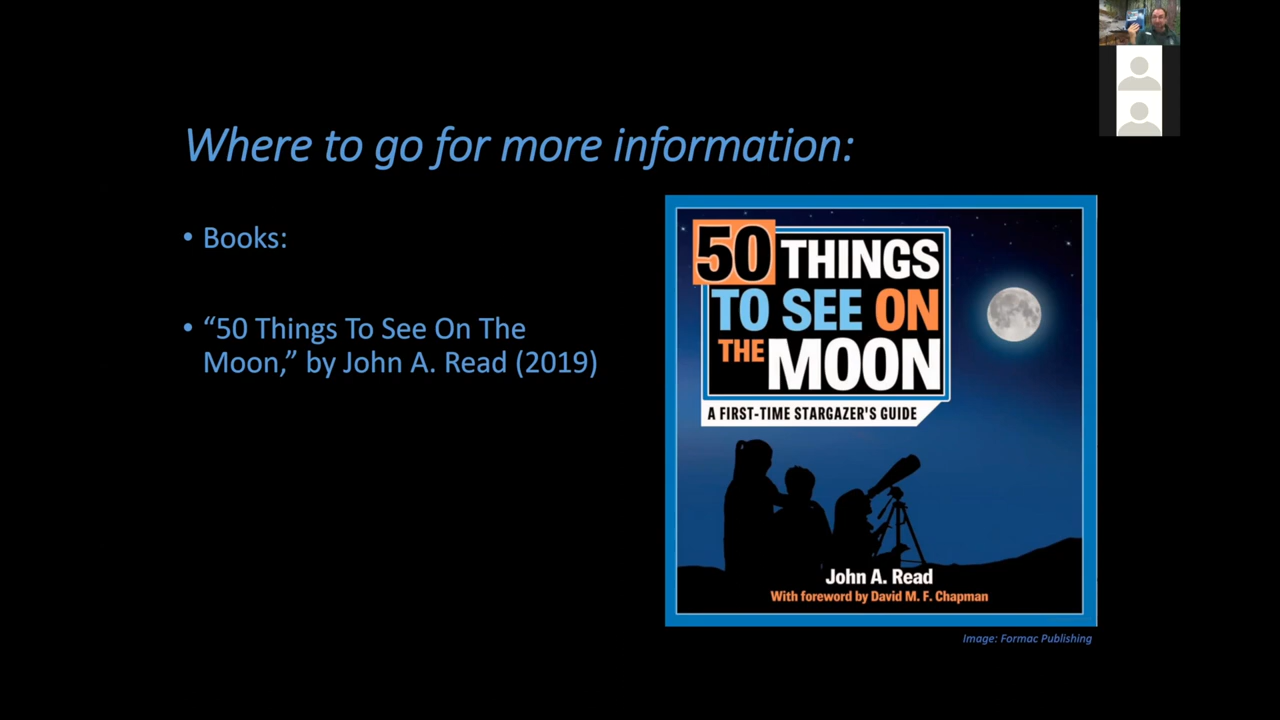 Where to go for more information:
• Books:
• “50 Things To See On The
Moon,” by John A. Read (2019)
50 THINGS
TO SEE ON
THE MOON
A FIRST-TIME STARGAZER'S GUIDE
John A. Read
With foreword by David M. F. Chapman
Image: Formac Publishing